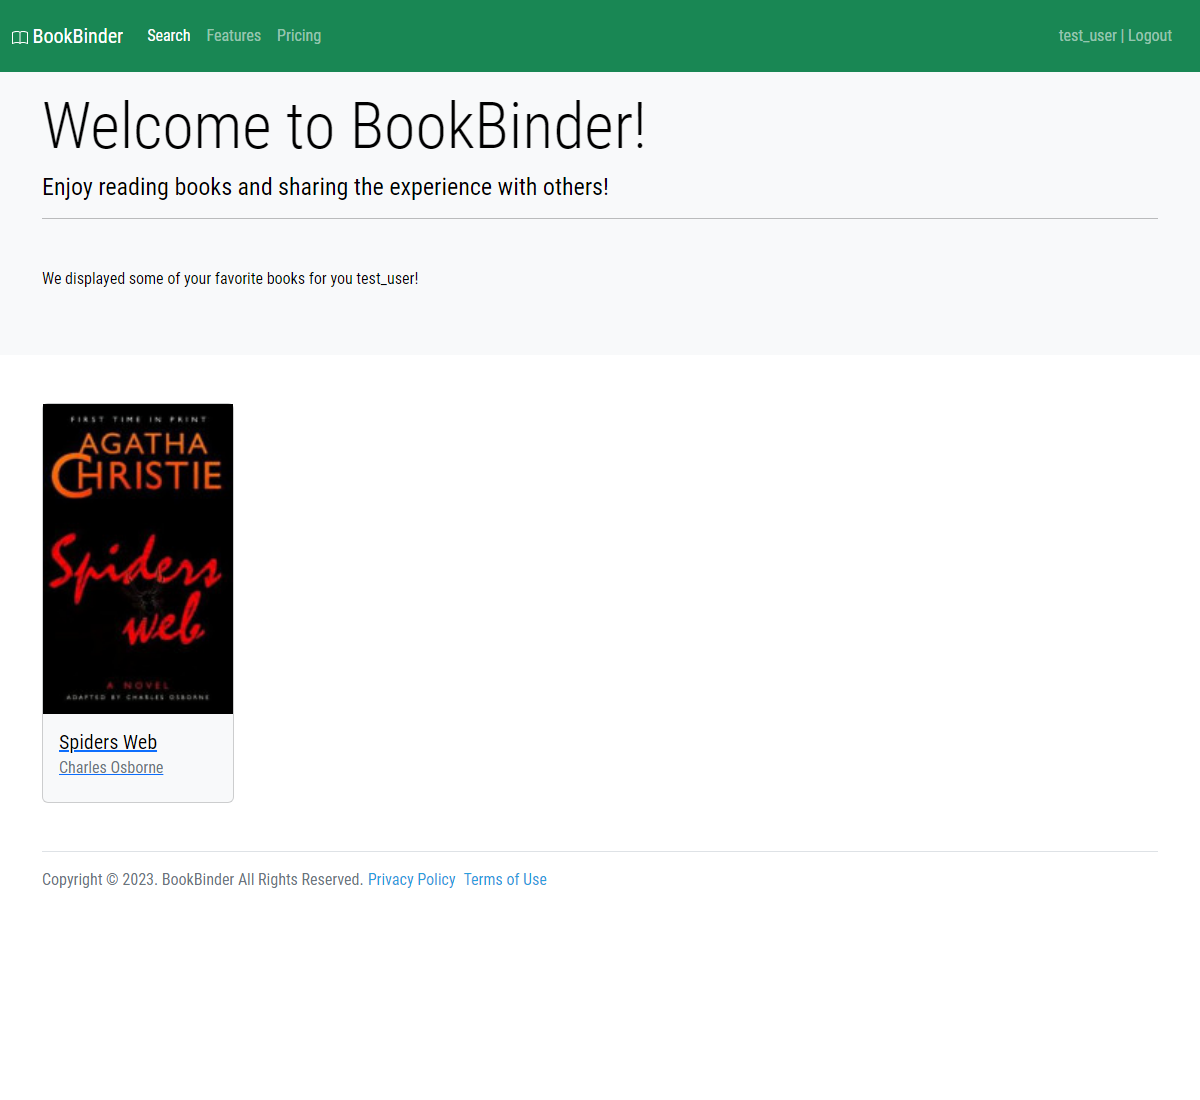 BookBinder Search Features Pricing test_user | Logout
Welcome to BookBinder!
Enjoy reading books and sharing the experience with others!
We displayed some of your favorite books for you test_user!
FIRST TIME IN PRINT
AGATHA
CHRISTIE
Spiders
web
A NOVEL
ADAPTED BY CHARLES OSBORNE
Spiders Web
Charles Osborne
Copyright © 2023. BookBinder All Rights Reserved. Privacy Policy Terms of Use